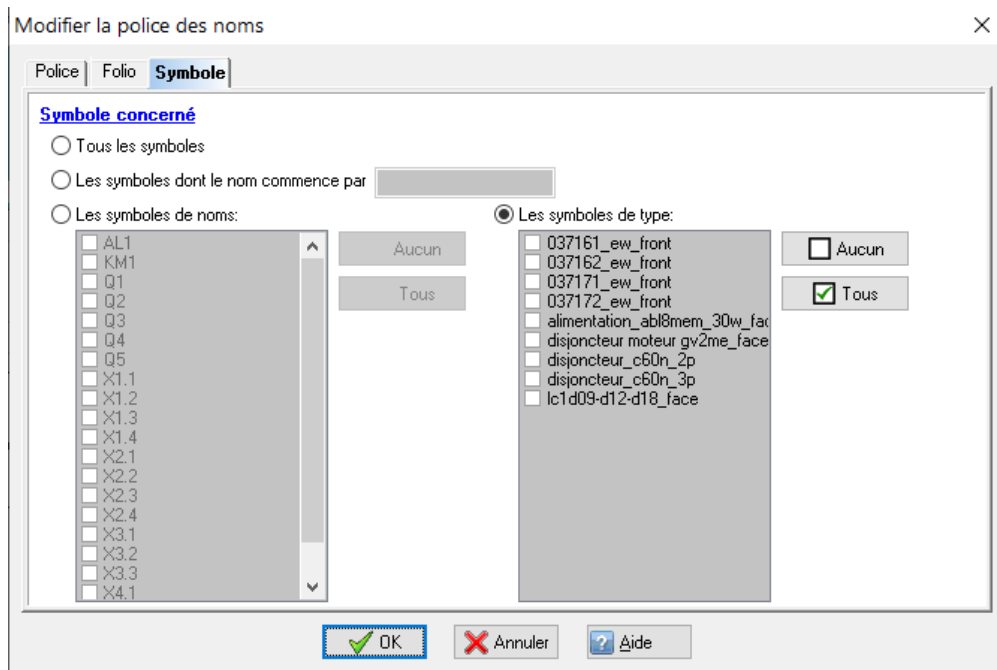 Modifier la police des noms
Police Folio Symbole
Symbole concerné
Tous les symboles
Les symboles dont le nom commence par
Les symboles de noms:
AL1
KM1
Q1
Q2
Q3
Q4
Q5
X1.1
X1.2
X1.3
X1.4
X2.1
X2.2
X2.3
X2.4
X3.1
X3.2
X3.3
X4.1
Aucun
Tous
Les symboles de type:
037161_ew_front
037162_ew_front
037171_ew_front
037172_ew_front
alimentation_abl8mem_30w_fac
disjoncteur moteur gv2me_face
disjoncteur_c60n_2p
disjoncteur_c60n_3p
lc1d09-d12-d18_face
Aucun
Tous
OK Annuler Aide